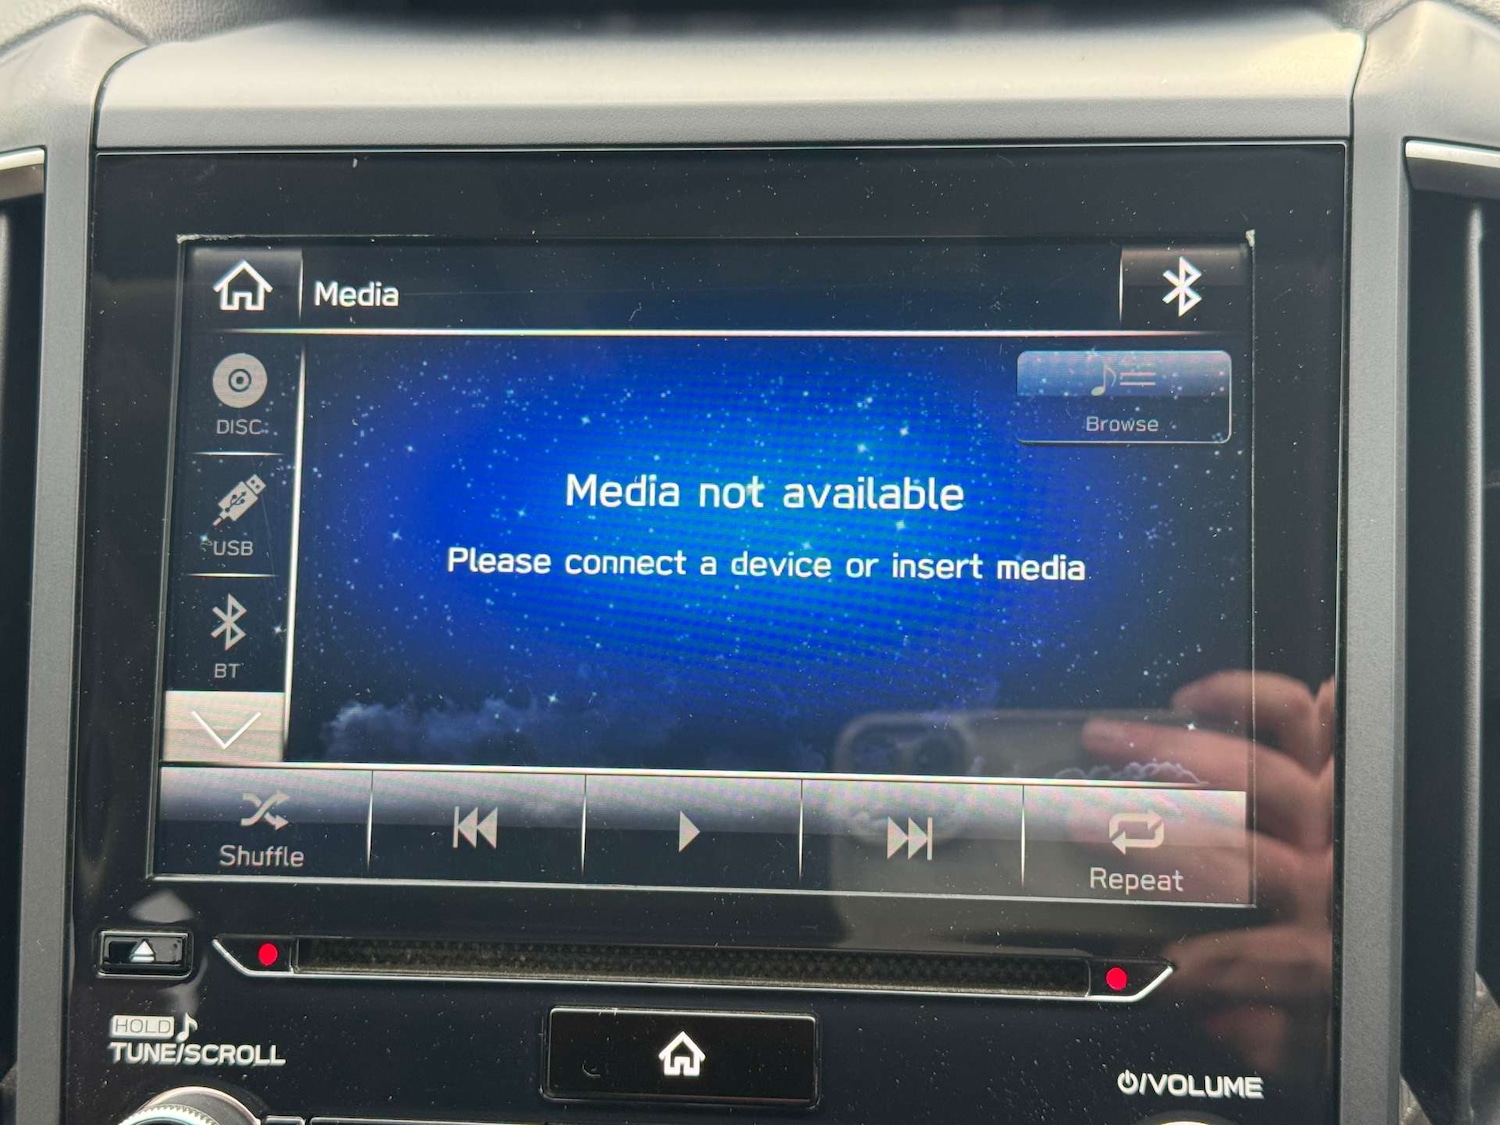 Media
DISC
Browse
Media not available
USB
Please connect a device or insert media
BT
Shuffle
Repeat
HOLD
TUNE/SCROLL
/VOLUME